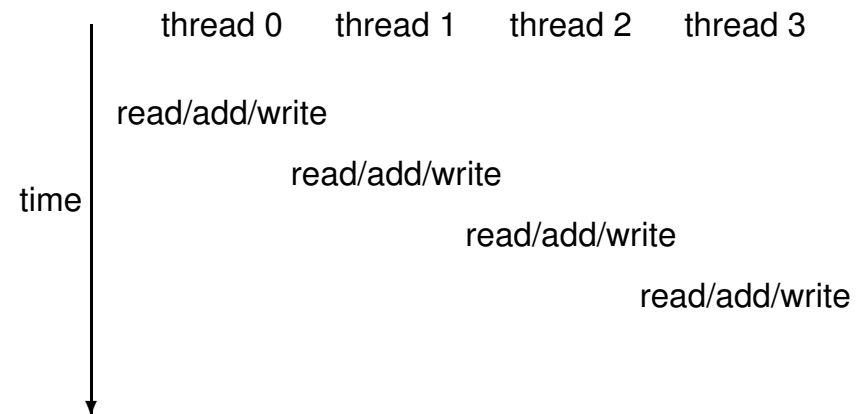 thread 0 thread 1 thread 2 thread 3
read/add/write
read/add/write
time
read/add/write
read/add/write